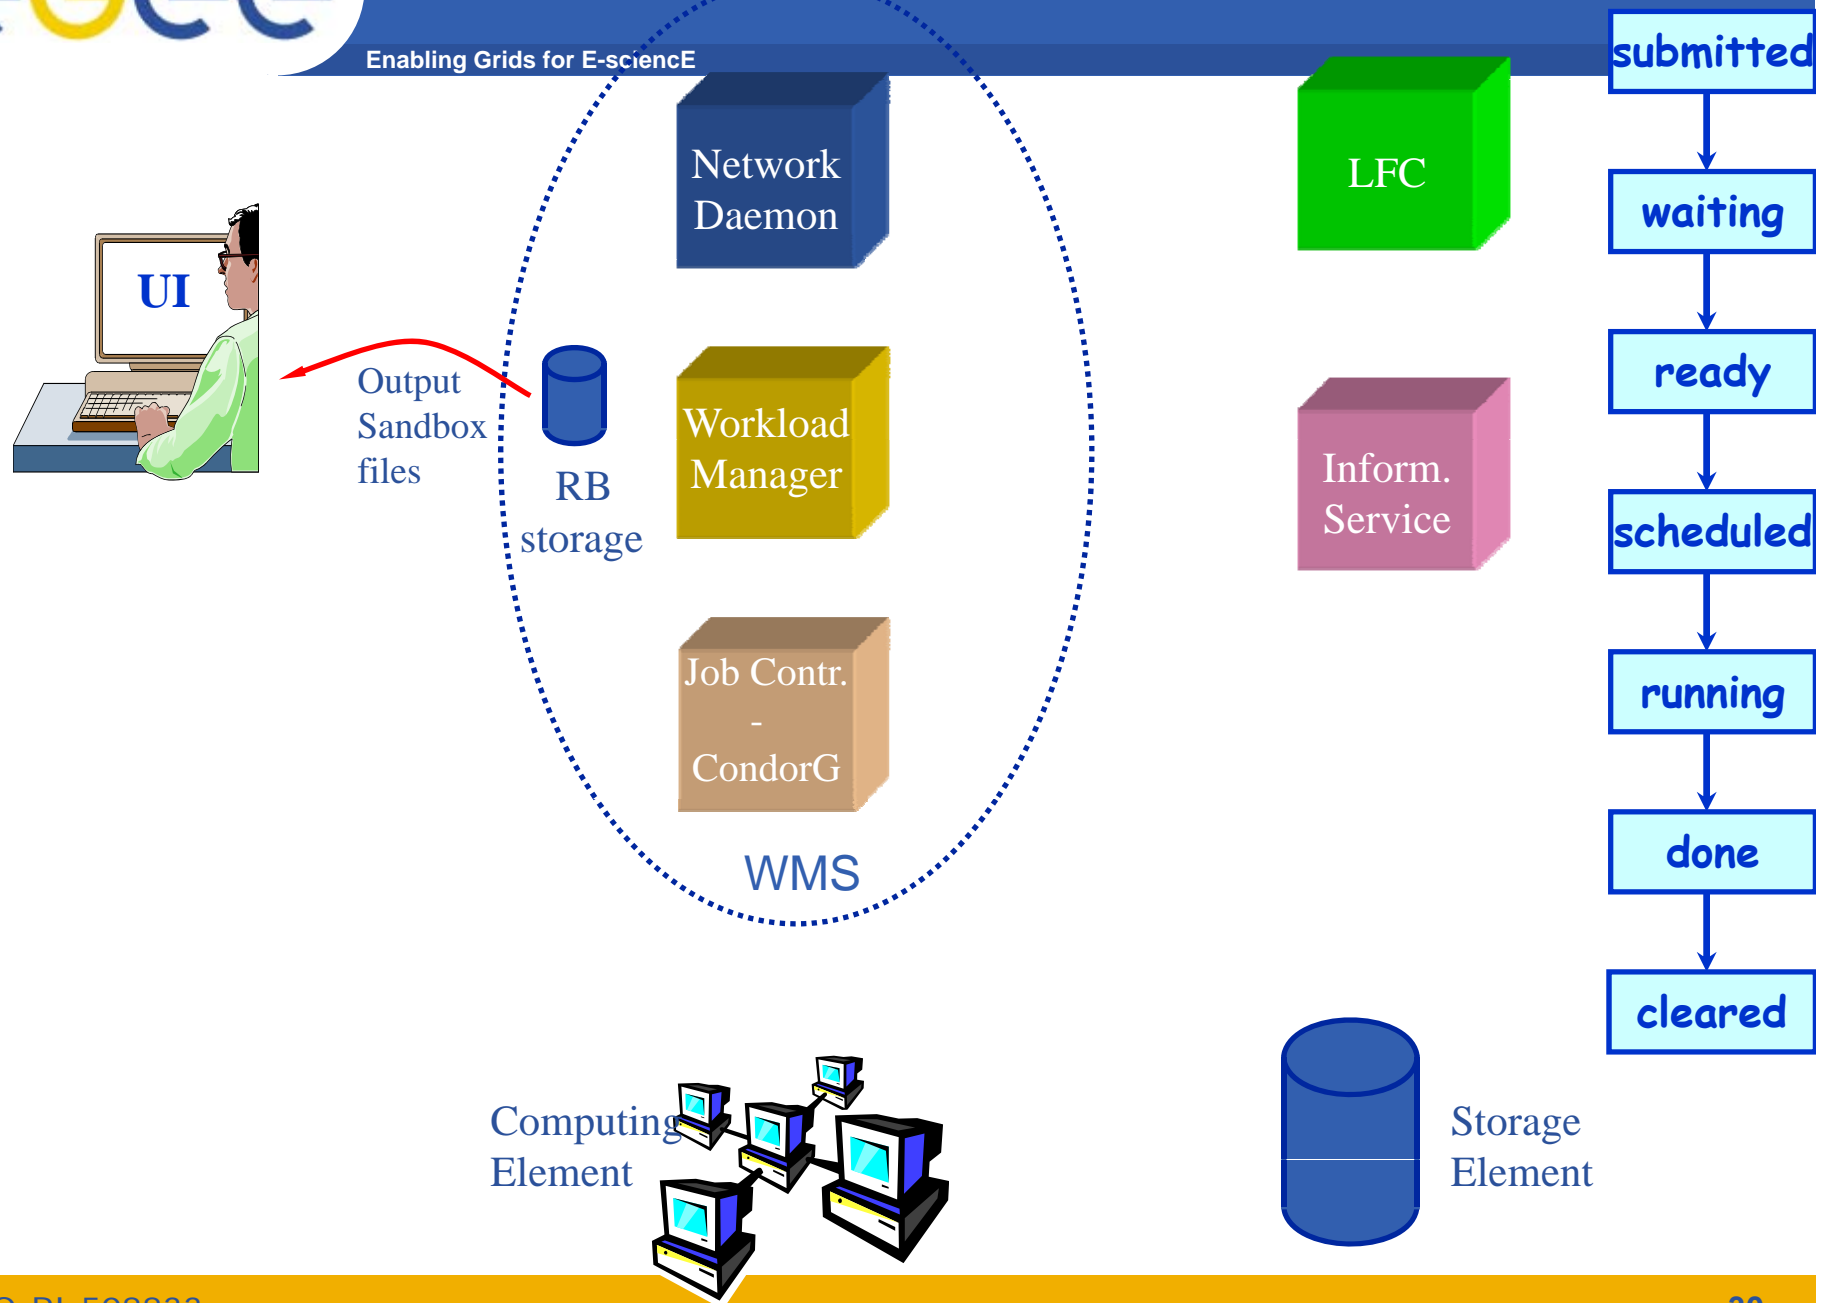 Enabling Grids for E-sciencE
submitted
Network
Daemon
LFC
waiting
UI
Output
Sandbox
files
RB
storage
Workload
Manager
ready
Inform.
Service
scheduled
Job Contr.
-
CondorG
running
WMS
done
cleared
Computing
Element
Storage
Element